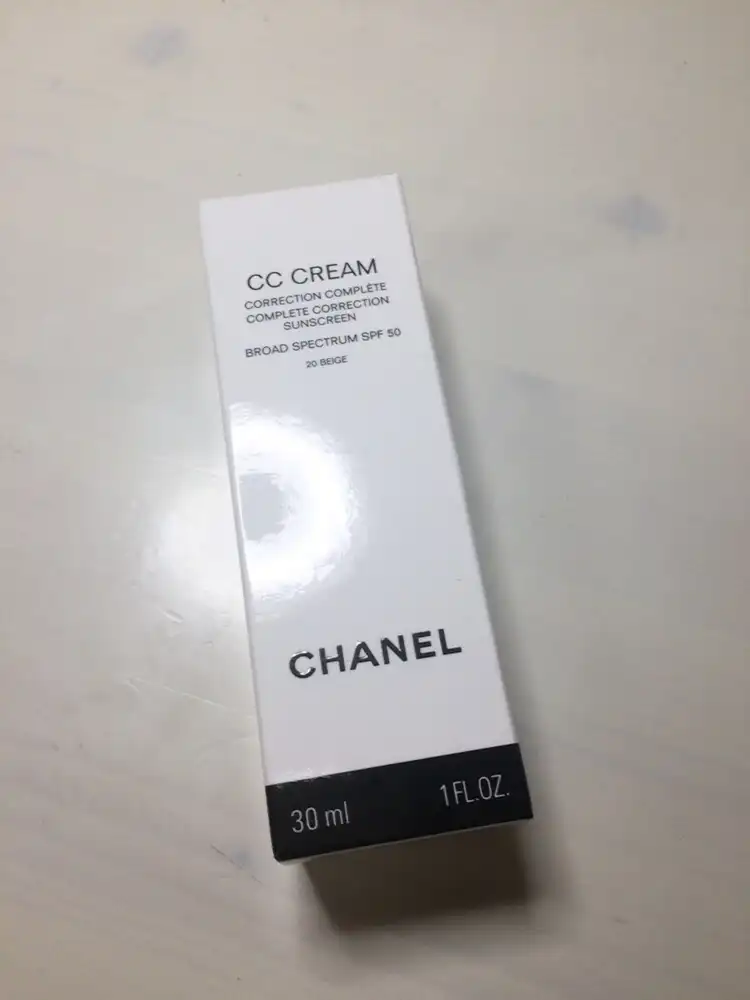 CC CREAM
CORRECTION COMPLÈTE
COMPLETE CORRECTION
SUNSCREEN
BROAD SPECTRUM SPF 50
20 BEIGE
CHANEL
30 ml 1 FL.OZ.